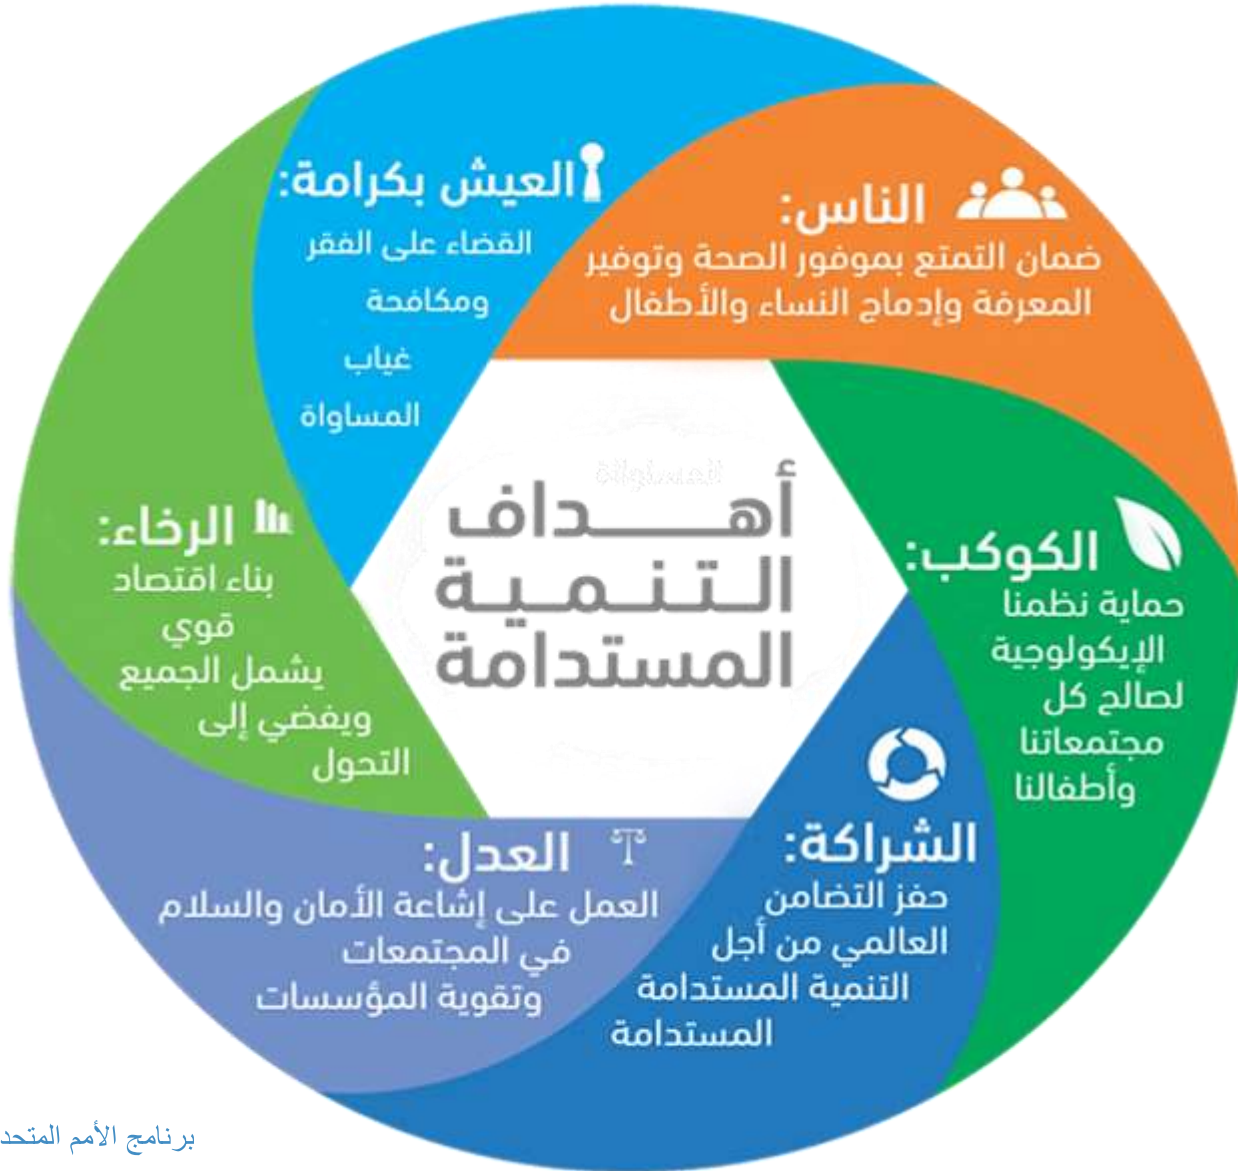 أهـــداف
الـتـنـمـيـة
المستدامة
الناس:
ضمان التمتع بموفور الصحة وتوفير
المعرفة وإدماج النساء والأطفال
الكوكب:
حماية نظمنا
الإيكولوجية
لصالح كل
مجتمعاتنا
وأطفالنا
الشراكة:
حفز التضامن
العالمي من أجل
التنمية المستدامة
المستدامة
العدل:
العمل على إشاعة الأمان والسلام
في المجتمعات
وتقوية المؤسسات
الرخاء:
بناء اقتصاد
قوي
يشمل الجميع
ويفضي إلى
التحول
العيش بكرامة:
القضاء على الفقر
ومكافحة
غياب
المساواة
برنامج الأمم المتحد